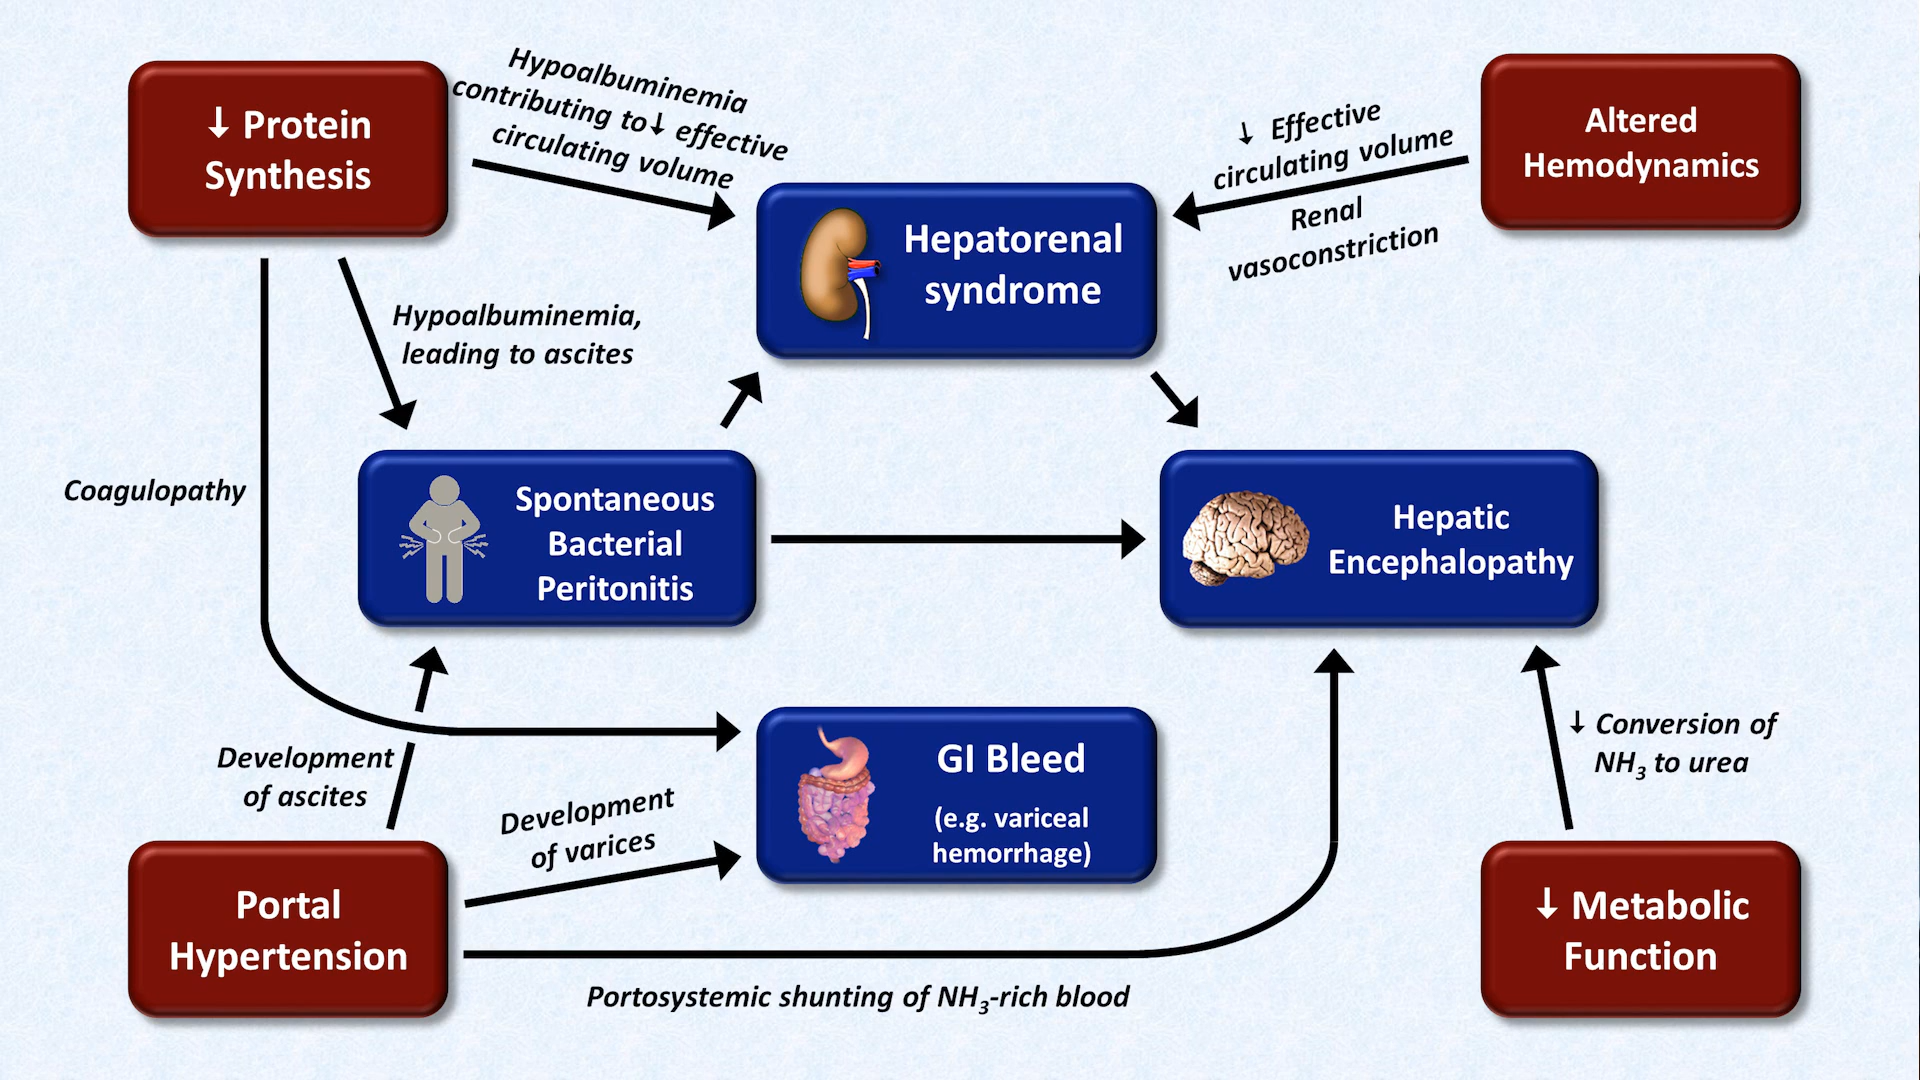 ↓ Protein
Synthesis
Hypoalbuminemia
contributing to↓ effective
circulating volume
↓ Effective
circulating volume
Renal
vasoconstriction
Altered
Hemodynamics
Hepatorenal
syndrome
Hypoalbuminemia,
leading to ascites
Coagulopathy
Spontaneous
Bacterial
Peritonitis
Hepatic
Encephalopathy
Development
of ascites
Development
of varices
GI Bleed
(e.g. variceal
hemorrhage)
↓ Conversion of
NH₃ to urea
Portal
Hypertension
↓ Metabolic
Function
Portosystemic shunting of NH₃-rich blood